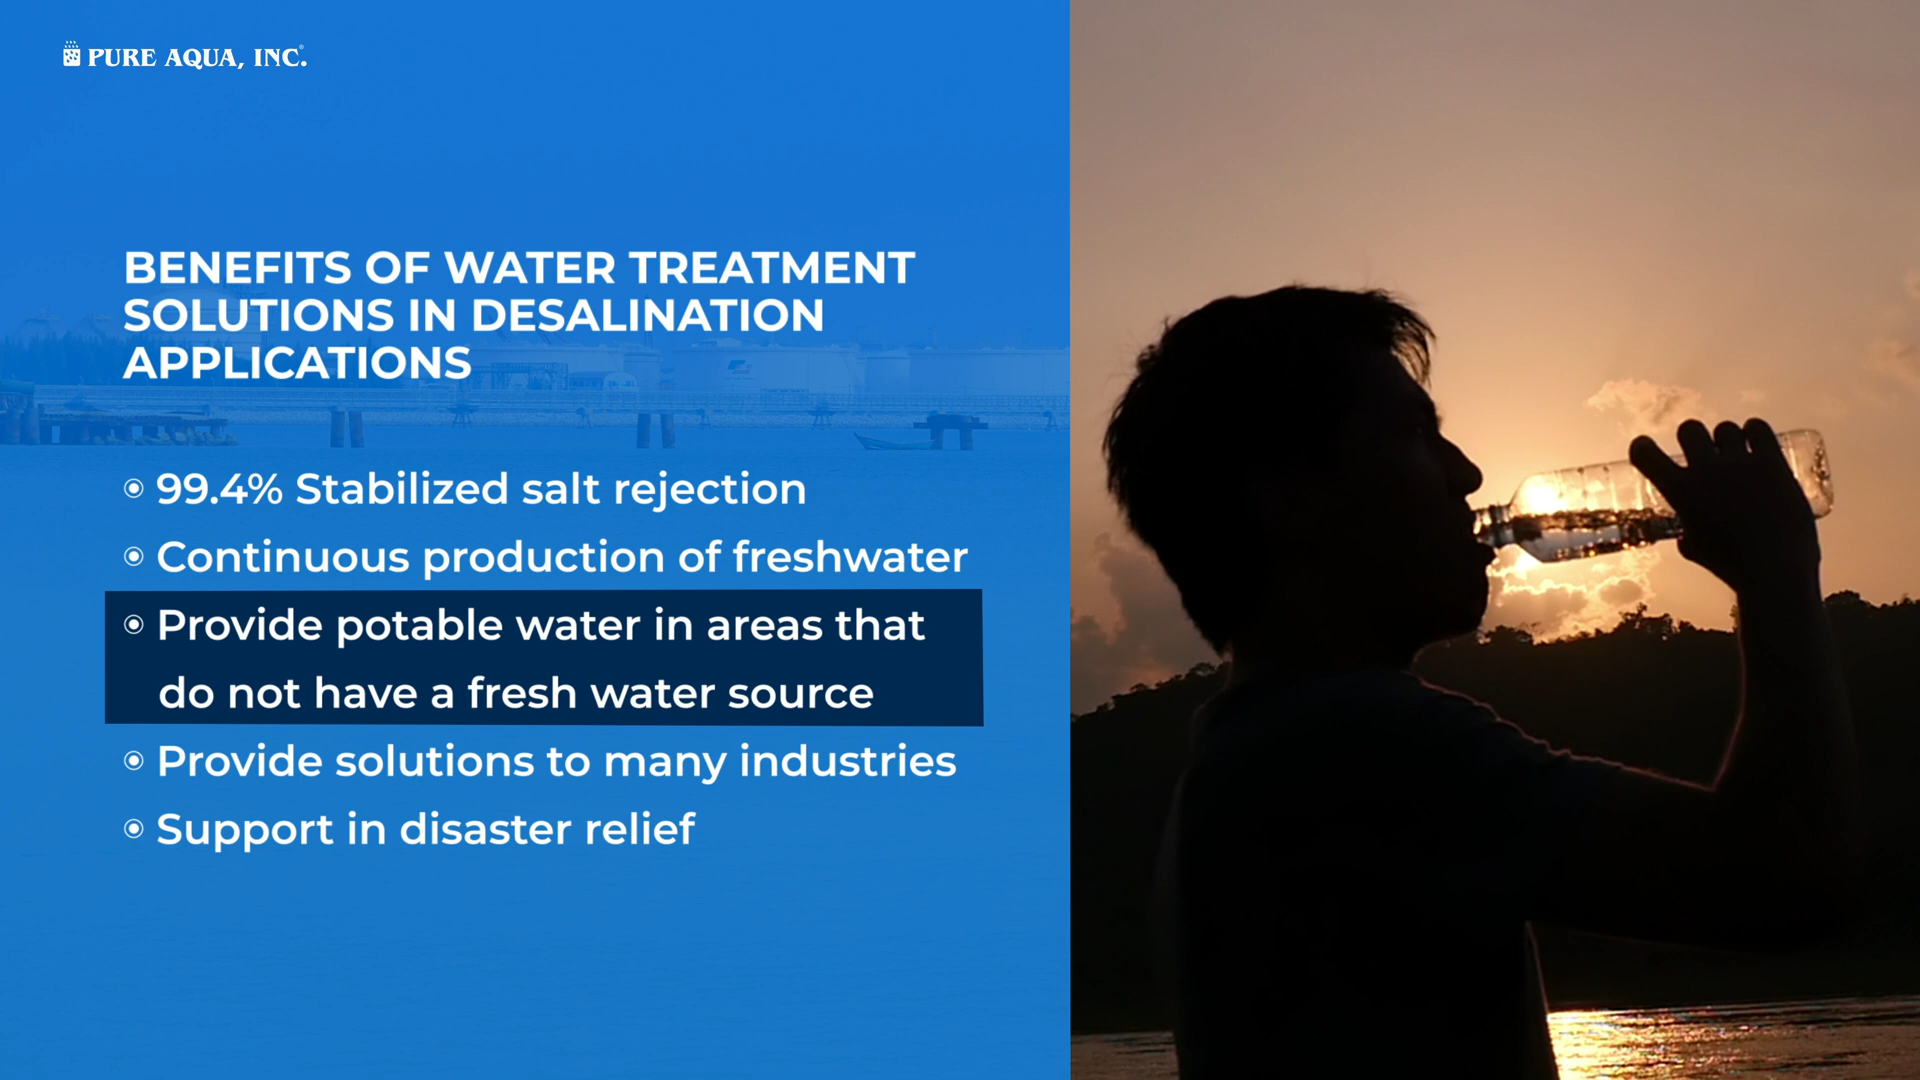 PURE AQUA, INC.®
BENEFITS OF WATER TREATMENT
SOLUTIONS IN DESALINATION
APPLICATIONS
99.4% Stabilized salt rejection
Continuous production of freshwater
Provide potable water in areas that
do not have a fresh water source
Provide solutions to many industries
Support in disaster relief